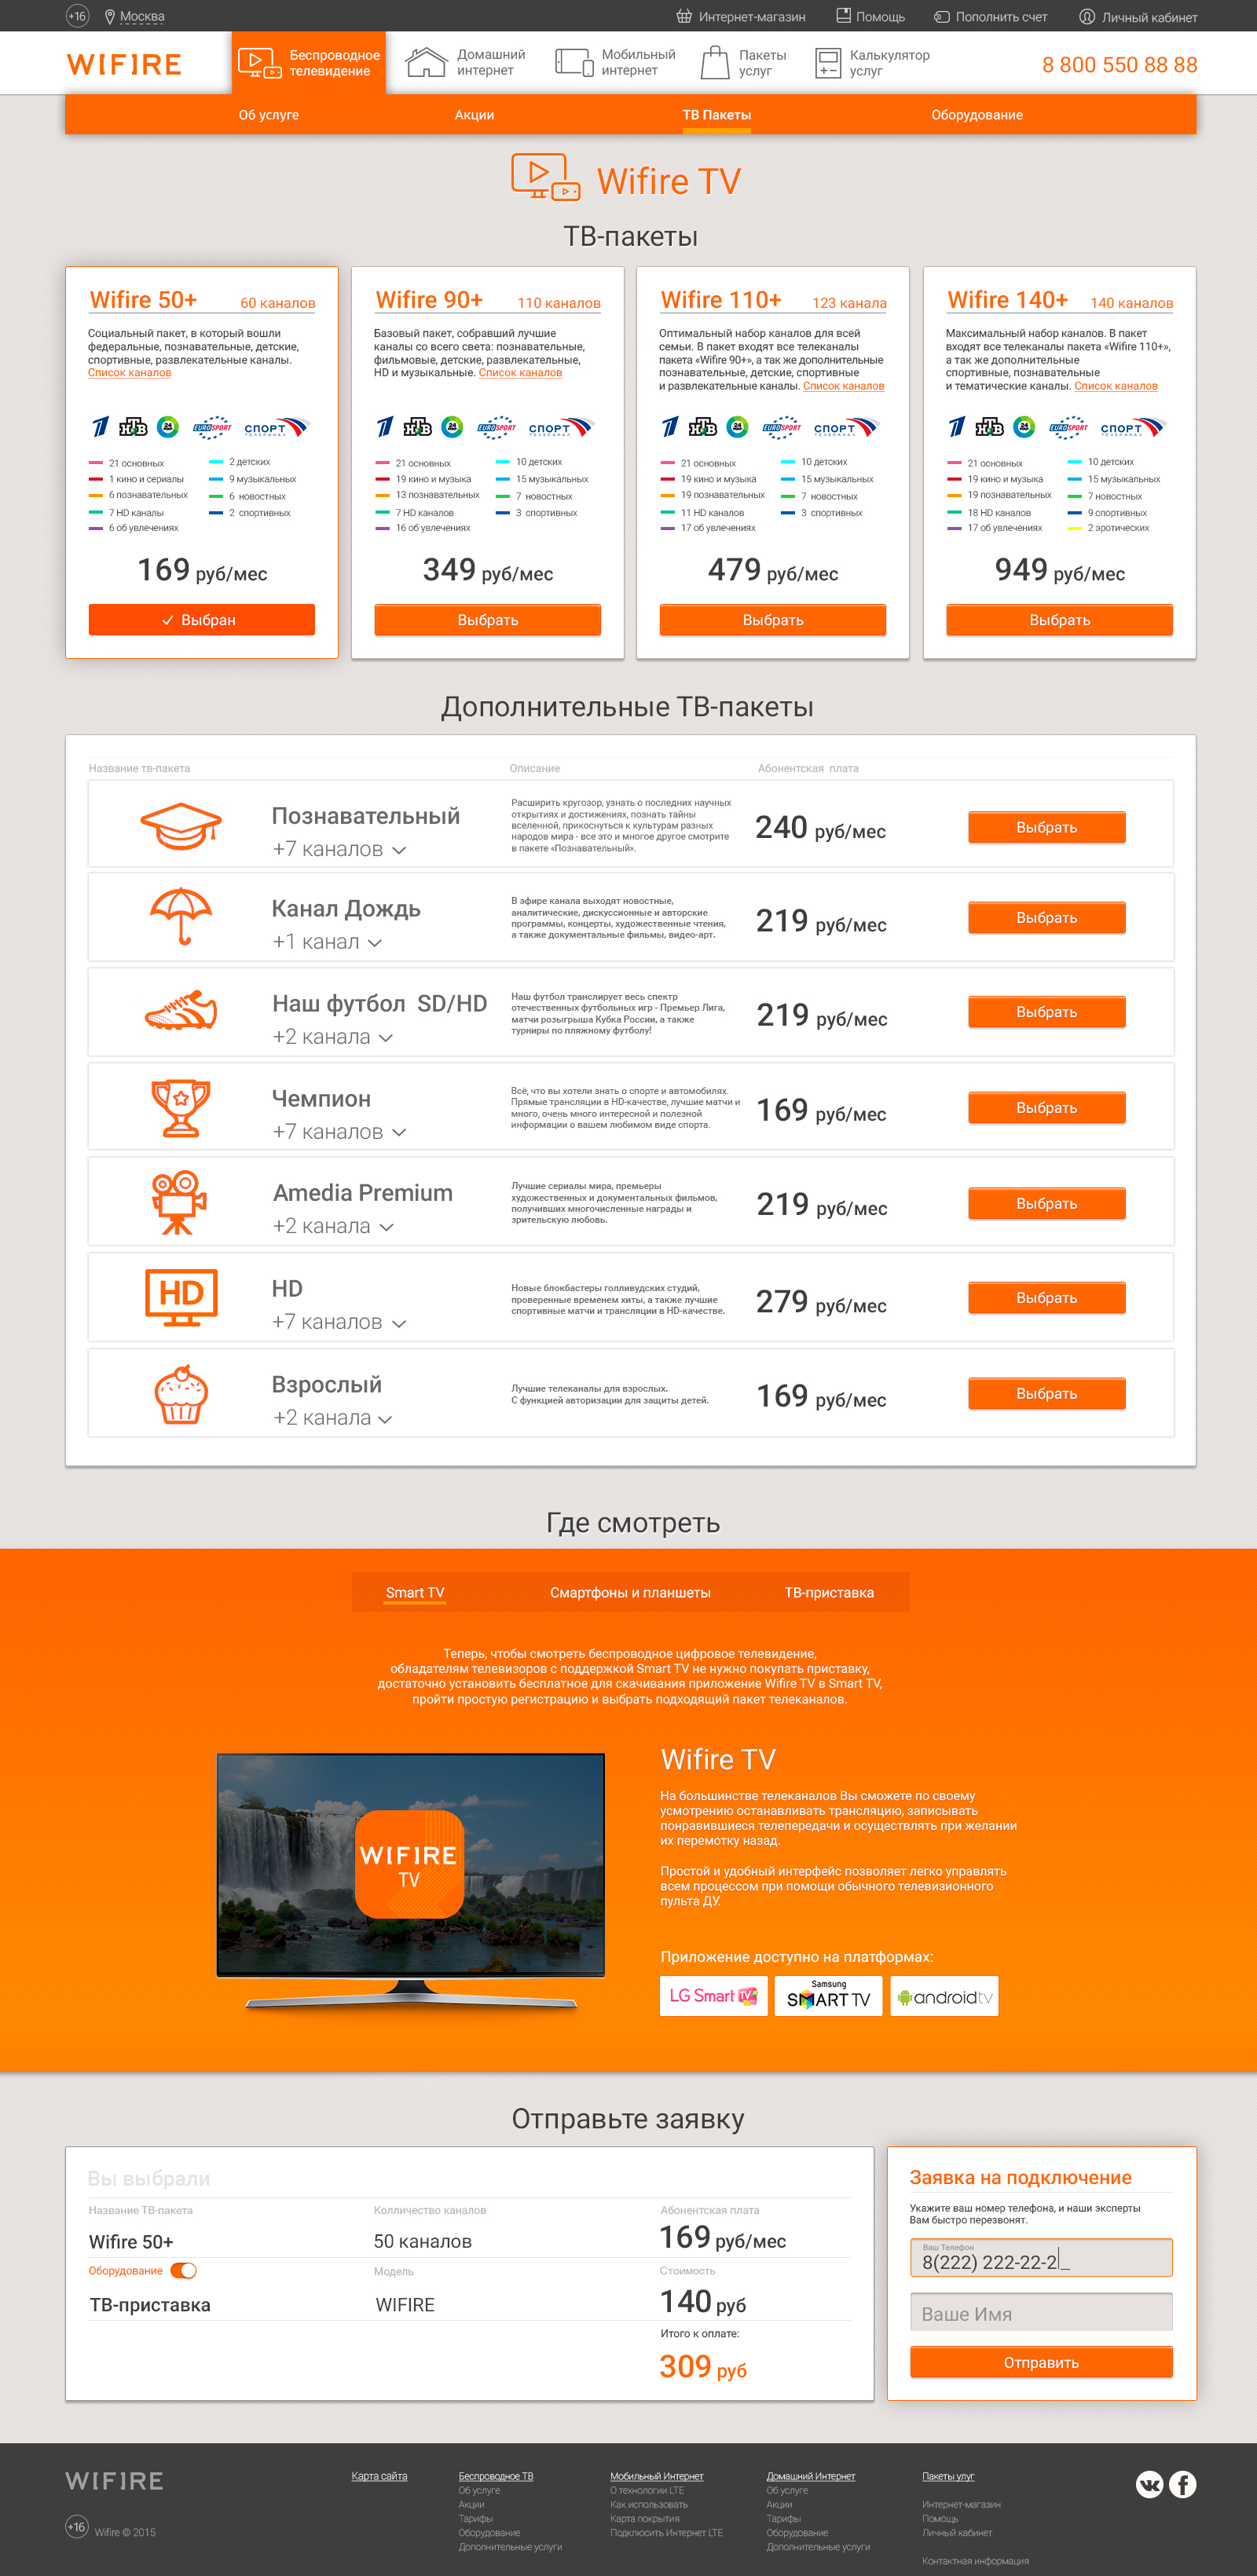 +16 Москва Интернет-магазин Помощь Пополнить счет Личный кабинет
WIFIRE
Беспроводное
телевидение
Домашний
интернет
Мобильный
интернет
Пакеты
услуг
Калькулятор
услуг
8 800 550 88 88
Об услуге Акции ТВ Пакеты Оборудование
Wifire TV
ТВ-пакеты
Wifire 50+ 60 каналов
Социальный пакет, в который вошли
федеральные, познавательные, детские,
спортивные, развлекательные каналы.
Список каналов
НТВ 24 EUROSPORT СПОРТ
ТЕЛЕКАНАЛ
21 основных 2 детских
1 кино и сериалы 9 музыкальных
6 познавательных 6 новостных
7 HD каналы 2 спортивных
6 об увлечениях
169 руб/мес
Выбран
Wifire 90+ 110 каналов
Базовый пакет, собравший лучшие
каналы со всего света: познавательные,
фильмовые, детские, развлекательные,
HD и музыкальные. Список каналов
НТВ 24 EUROSPORT СПОРТ
ТЕЛЕКАНАЛ
21 основных 10 детских
19 кино и музыка 15 музыкальных
13 познавательных 7 новостных
7 HD каналов 3 спортивных
16 об увлечениях
349 руб/мес
Выбрать
Wifire 110+ 123 канала
Оптимальный набор каналов для всей
семьи. В пакет входят все телеканалы
пакета «Wifire 90+», а так же дополнительные
познавательные, детские, спортивные
и развлекательные каналы. Список каналов
НТВ 24 EUROSPORT СПОРТ
ТЕЛЕКАНАЛ
21 основных 10 детских
19 кино и музыка 15 музыкальных
19 познавательных 7 новостных
11 HD каналов 3 спортивных
17 об увлечениях
479 руб/мес
Выбрать
Wifire 140+ 140 каналов
Максимальный набор каналов. В пакет
входят все телеканалы пакета «Wifire 110+»,
а так же дополнительные
спортивные, познавательные
и тематические каналы. Список каналов
НТВ 24 EUROSPORT СПОРТ
ТЕЛЕКАНАЛ
21 основных 10 детских
19 кино и музыка 15 музыкальных
19 познавательных 7 новостных
18 HD каналов 9 спортивных
17 об увлечениях 2 эротических
949 руб/мес
Выбрать
Дополнительные ТВ-пакеты
Название тв-пакета Описание Абонентская плата
Познавательный
+7 каналов
Расширить кругозор, узнать о последних научных
открытиях и достижениях, познать тайны
вселенной, прикоснуться к культурам разных
народов мира - все это и многое другое смотрите
в пакете «Познавательный».
240 руб/мес
Выбрать
Канал Дождь
+1 канал
В эфире канала выходят новостные,
аналитические, дискуссионные и авторские
программы, концерты, художественные чтения,
а также документальные фильмы, видео-арт.
219 руб/мес
Выбрать
Наш футбол SD/HD
+2 канала
Наш футбол транслирует весь спектр
отечественных футбольных игр - Премьер Лига,
матчи розыгрыша Кубка России, а также
турниры по пляжному футболу!
219 руб/мес
Выбрать
Чемпион
+7 каналов
Всё, что вы хотели знать о спорте и автомобилях.
Прямые трансляции в HD-качестве, лучшие матчи и
много, очень много интересной и полезной
информации о вашем любимом виде спорта.
169 руб/мес
Выбрать
Amedia Premium
+2 канала
Лучшие сериалы мира, премьеры
художественных и документальных фильмов,
получивших многочисленные награды и
зрительскую любовь.
219 руб/мес
Выбрать
HD
HD
+7 каналов
Новые блокбастеры голливудских студий,
проверенные временем хиты, а также лучшие
спортивные матчи и трансляции в HD-качестве.
279 руб/мес
Выбрать
Взрослый
+2 канала
Лучшие телеканалы для взрослых.
С функцией авторизации для защиты детей.
169 руб/мес
Выбрать
Где смотреть
Smart TV Смартфоны и планшеты ТВ-приставка
Теперь, чтобы смотреть беспроводное цифровое телевидение,
обладателям телевизоров с поддержкой Smart TV не нужно покупать приставку,
достаточно установить бесплатное для скачивания приложение Wifire TV в Smart TV,
пройти простую регистрацию и выбрать подходящий пакет телеканалов.
WIFIRE
TV
Wifire TV
На большинстве телеканалов Вы сможете по своему
усмотрению останавливать трансляцию, записывать
понравившиеся телепередачи и осуществлять при желании
их перемотку назад.
Простой и удобный интерфейс позволяет легко управлять
всем процессом при помощи обычного телевизионного
пульта ДУ.
Приложение доступно на платформах:
LG Smart TV
Samsung
SMART TV
androidtv
Отправьте заявку
Вы выбрали
Название ТВ-пакета Колличество каналов Абонентская плата
Wifire 50+ 50 каналов 169 руб/мес
Оборудование Модель Стоимость
ТВ-приставка WIFIRE 140 руб
Итого к оплате:
309 руб
Заявка на подключение
Укажите ваш номер телефона, и наши эксперты
Вам быстро перезвонят.
Ваш Телефон
8(222) 222-22-2|_
Ваше Имя
Отправить
WIFIRE
+16 Wifire © 2015
Карта сайта
Беспроводное ТВ
Об услуге
Акции
Тарифы
Оборудование
Дополнительные услуги
Мобильный Интернет
О технологии LTE
Как использовать
Карта покрытия
Подклюсить Интернет LTE
Домашний Интернет
Об услуге
Акции
Тарифы
Оборудование
Дополнительные услуги
Пакеты улуг
Интернет-магазин
Помощь
Личный кабинет
Контактная информация